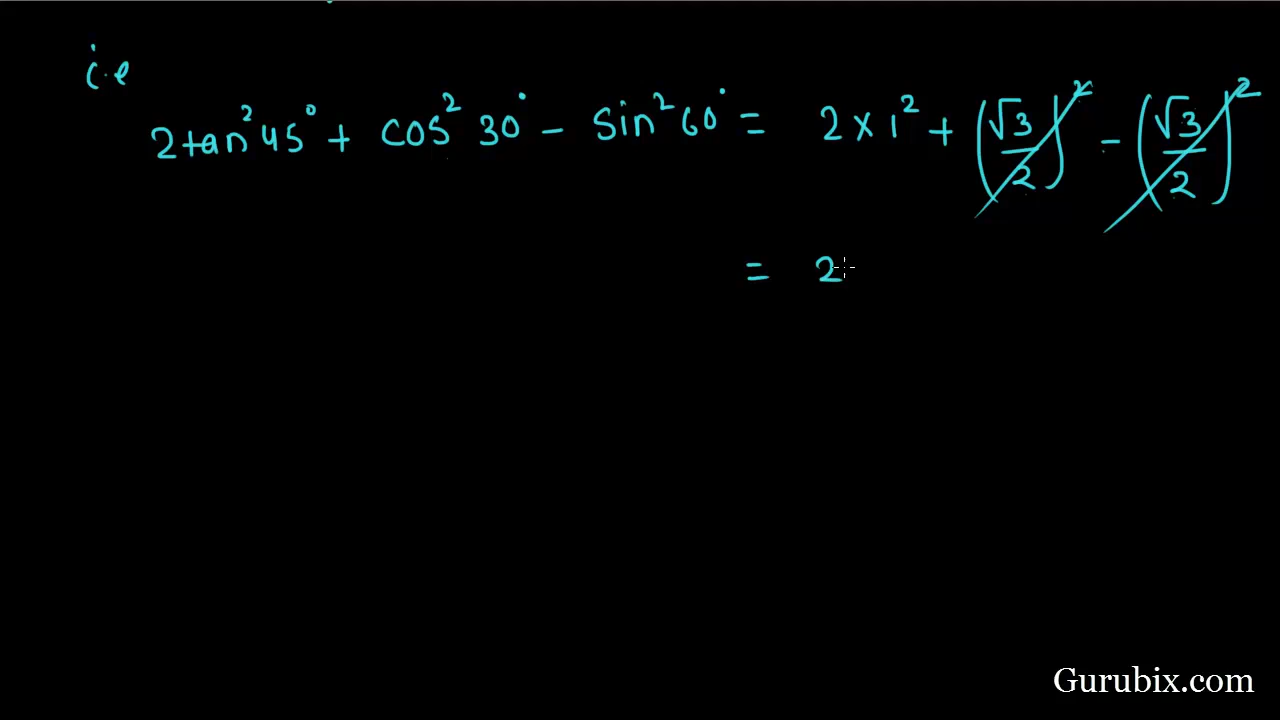 i.e
2tan²45° + cos²30° - sin²60° = 2 × 1² + (√3/2)² - (√3/2)²
= 2
Gurubix.com